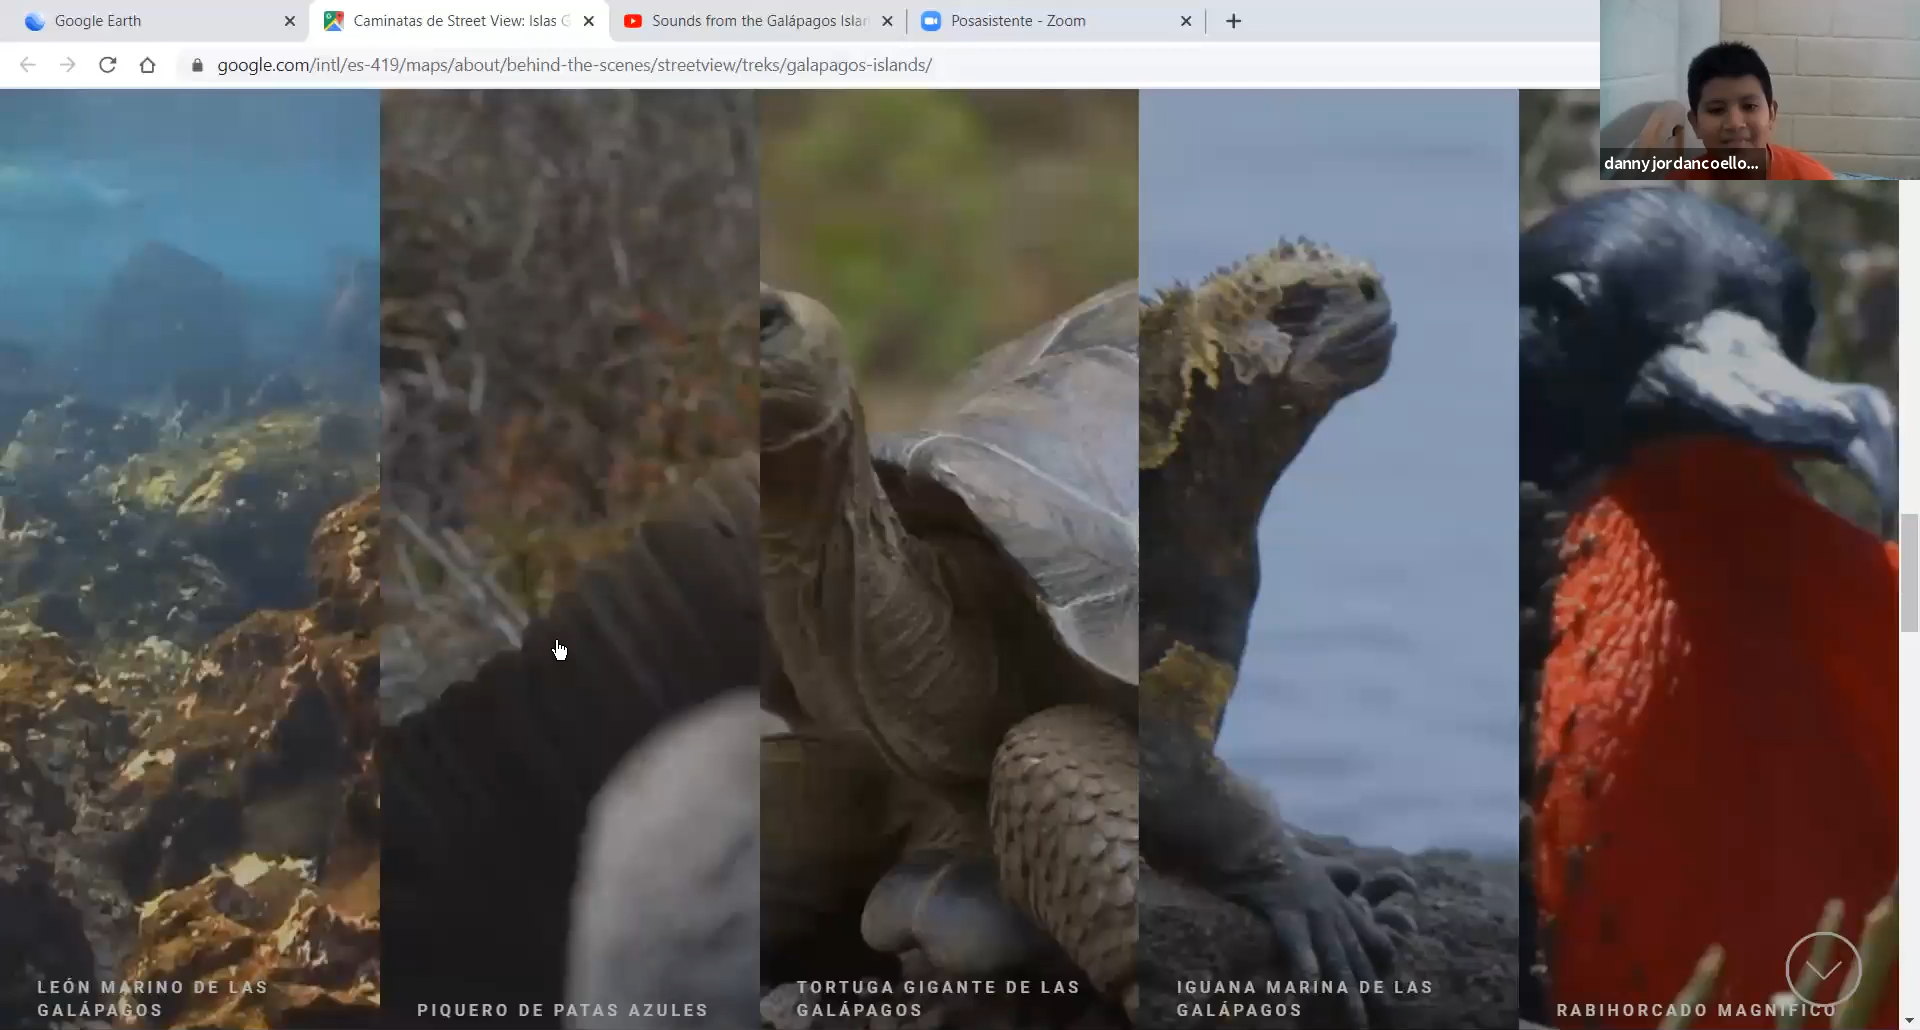 Google Earth
Caminatas de Street View: Islas G
Sounds from the Galápagos Islan
Posasistente - Zoom
google.com/intl/es-419/maps/about/behind-the-scenes/streetview/treks/galapagos-islands/
dannyjordancoello...
LEÓN MARINO DE LAS
GALÁPAGOS
PIQUERO DE PATAS AZULES
TORTUGA GIGANTE DE LAS
GALÁPAGOS
IGUANA MARINA DE LAS
GALÁPAGOS
RABIHORCADO MAGNÍFICO